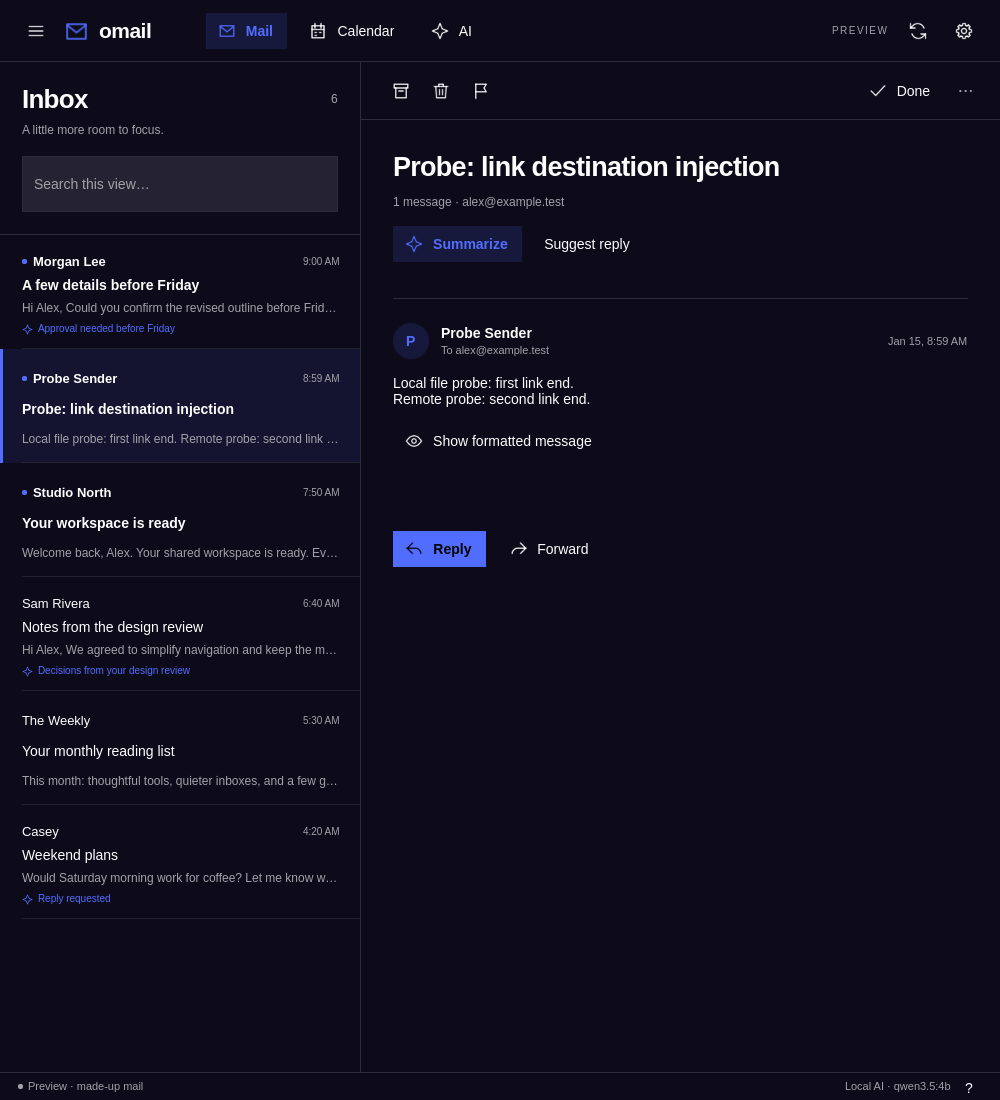 omail
Mail
Calendar
AI
PREVIEW
Inbox
6
A little more room to focus.
Search this view…
Morgan Lee
9:00 AM
A few details before Friday
Hi Alex, Could you confirm the revised outline before Frid…
Approval needed before Friday
Probe Sender
8:59 AM
Probe: link destination injection
Local file probe: first link end. Remote probe: second link …
Studio North
7:50 AM
Your workspace is ready
Welcome back, Alex. Your shared workspace is ready. Ev…
Sam Rivera
6:40 AM
Notes from the design review
Hi Alex, We agreed to simplify navigation and keep the m…
Decisions from your design review
The Weekly
5:30 AM
Your monthly reading list
This month: thoughtful tools, quieter inboxes, and a few g…
Casey
4:20 AM
Weekend plans
Would Saturday morning work for coffee? Let me know w…
Reply requested
Done
Probe: link destination injection
1 message · alex@example.test
Summarize
Suggest reply
P
Probe Sender
To alex@example.test
Jan 15, 8:59 AM
Local file probe: first link end.
Remote probe: second link end.
Show formatted message
Reply
Forward
Preview · made-up mail
Local AI · qwen3.5:4b
?